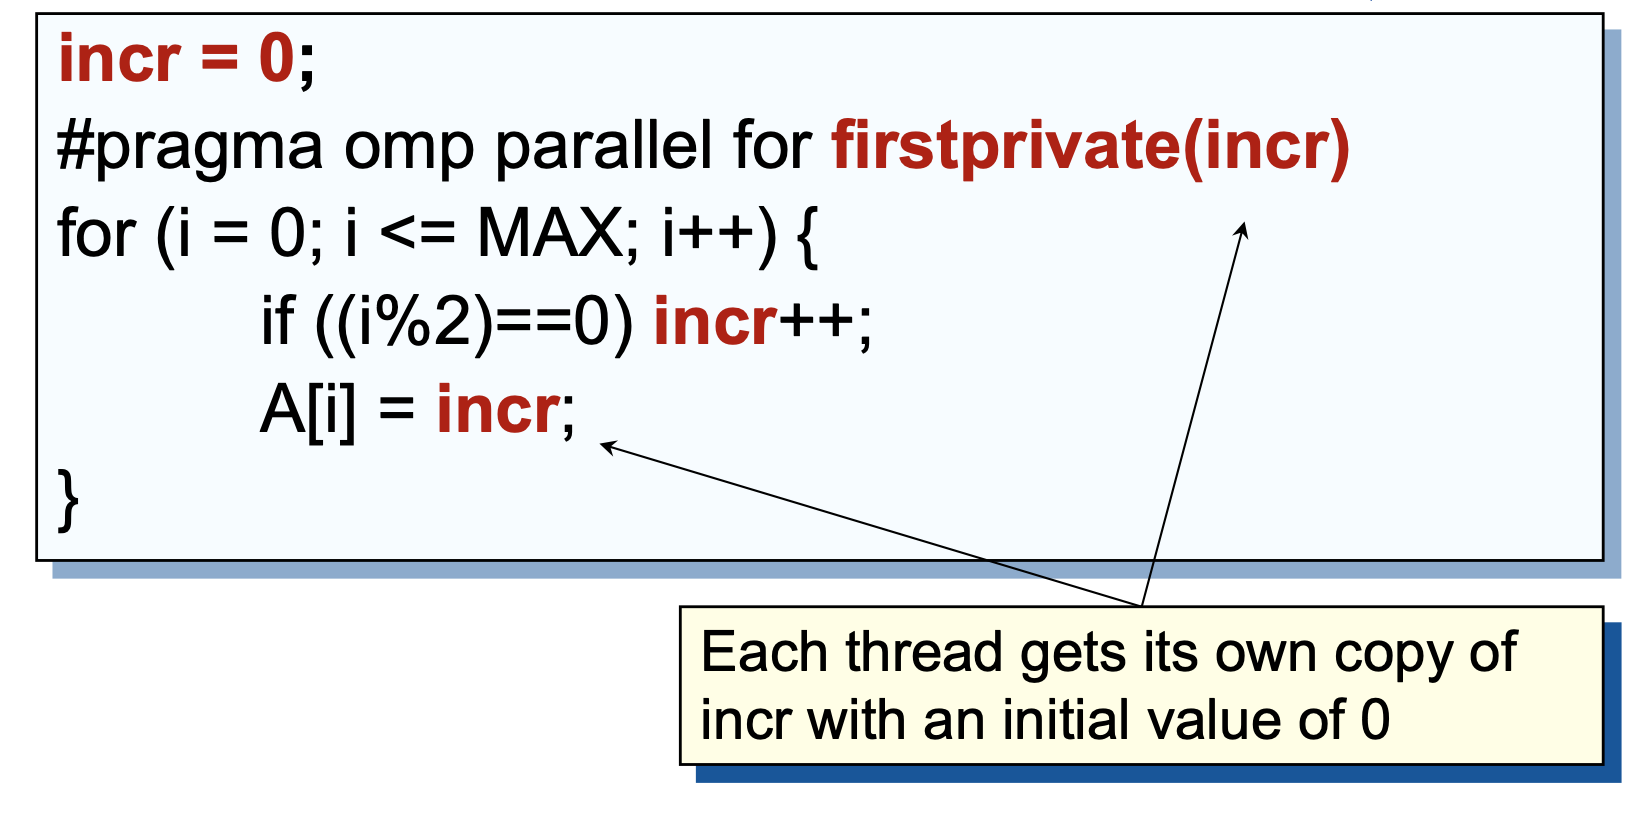 incr = 0;
#pragma omp parallel for firstprivate(incr)
for (i = 0; i <= MAX; i++) {
if ((i%2)==0) incr++;
A[i] = incr;
}
Each thread gets its own copy of
incr with an initial value of 0